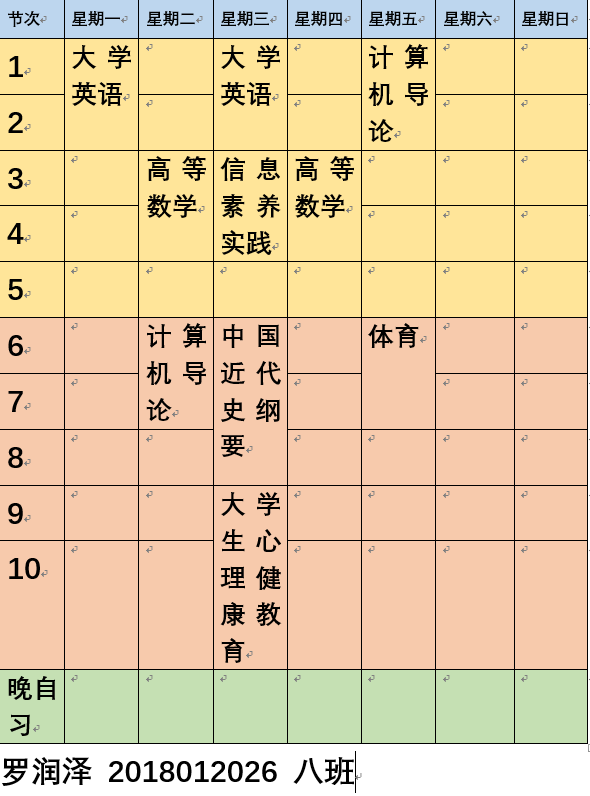 节次 星期一 星期二 星期三 星期四 星期五 星期六 星期日
1 大学 大学 计算
英语 英语 机导
2 论
3 高等 信息 高等
数学 素养 数学
4 实践
5
6 计算 中国 体育
机导 近代
7 论 史纲
8 要
9 大学
生心
10 理健
康教
育
晚自
习
罗润泽 2018012026 八班